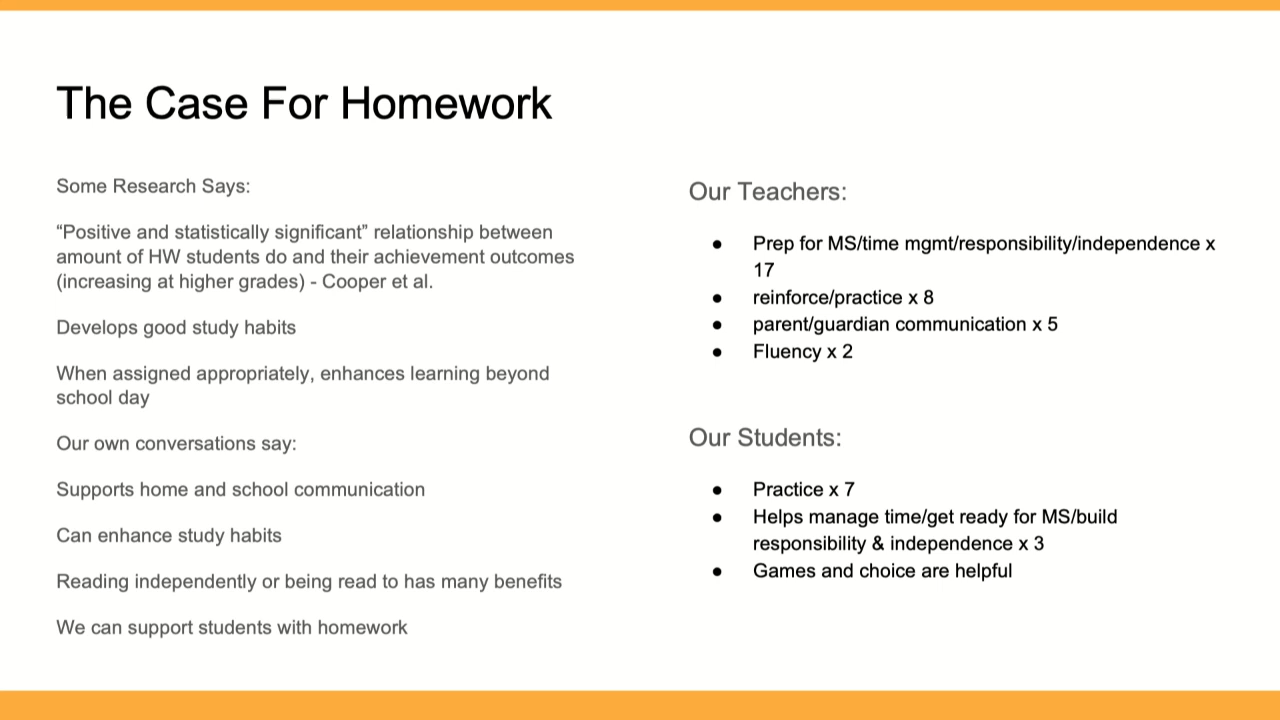 The Case For Homework
Some Research Says:
“Positive and statistically significant” relationship between
amount of HW students do and their achievement outcomes
(increasing at higher grades) - Cooper et al.
Develops good study habits
When assigned appropriately, enhances learning beyond
school day
Our own conversations say:
Supports home and school communication
Can enhance study habits
Reading independently or being read to has many benefits
We can support students with homework
Our Teachers:
● Prep for MS/time mgmt/responsibility/independence x
17
● reinforce/practice x 8
● parent/guardian communication x 5
● Fluency x 2
Our Students:
● Practice x 7
● Helps manage time/get ready for MS/build
responsibility & independence x 3
● Games and choice are helpful